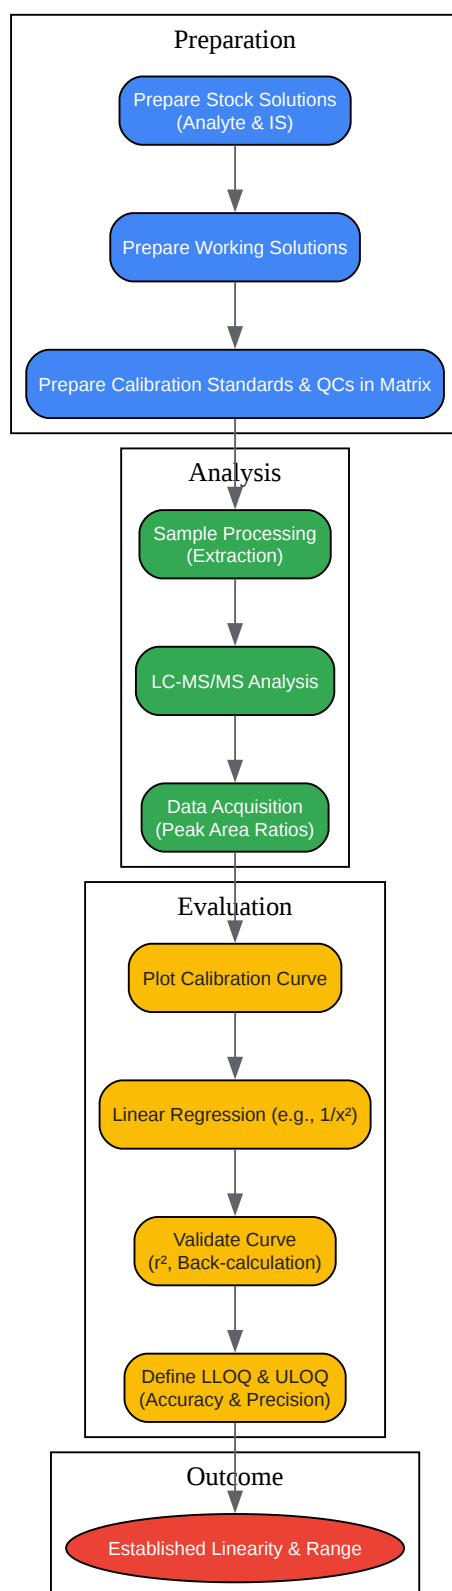 Preparation
Prepare Stock Solutions
(Analyte & IS)
Prepare Working Solutions
Prepare Calibration Standards & QCs in Matrix
Analysis
Sample Processing
(Extraction)
LC-MS/MS Analysis
Data Acquisition
(Peak Area Ratios)
Evaluation
Plot Calibration Curve
Linear Regression (e.g., 1/x²)
Validate Curve
(r², Back-calculation)
Define LLOQ & ULOQ
(Accuracy & Precision)
Outcome
Established Linearity & Range